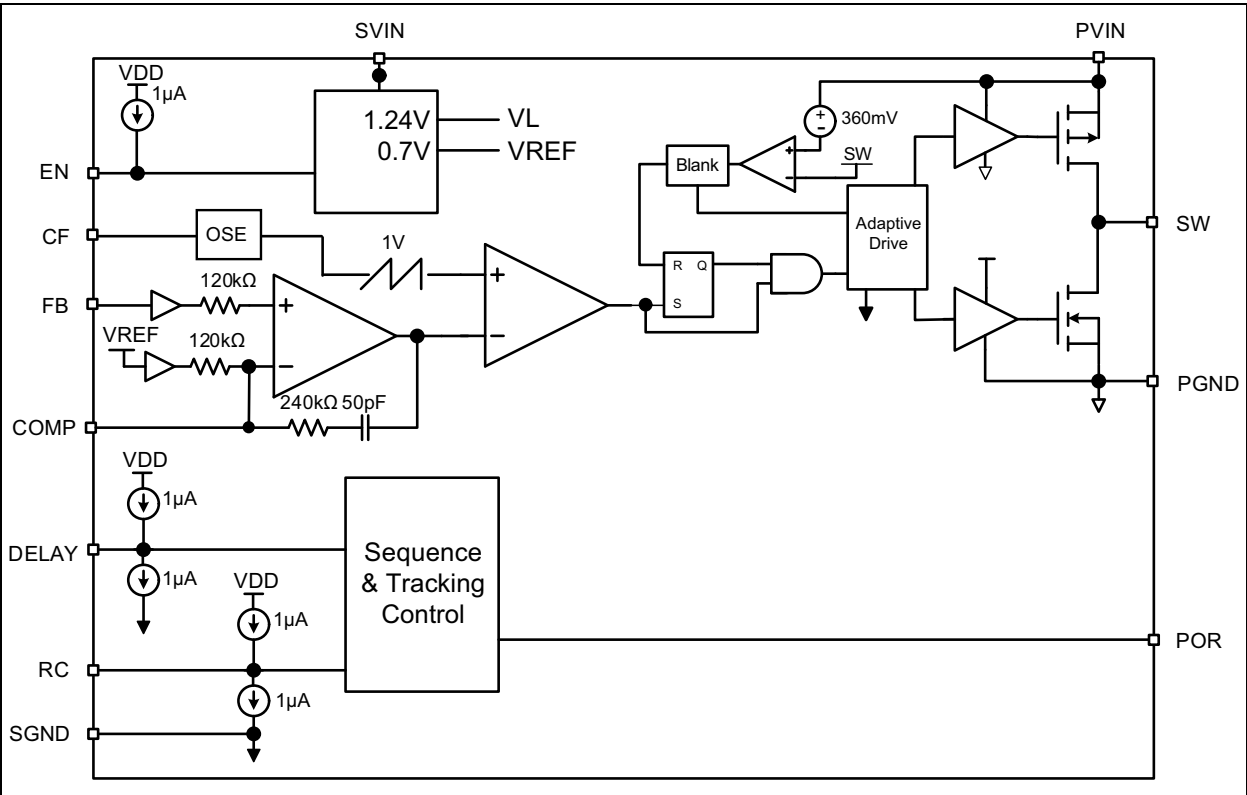 SVIN
PVIN
VDD
1µA
1.24V
VL
0.7V
VREF
360mV
+
−
+
−
SW
Blank
EN
CF
OSE
1V
Adaptive
Drive
SW
R
Q
S
FB
120kΩ
+
−
+
−
VREF
120kΩ
240kΩ
50pF
COMP
PGND
VDD
1µA
DELAY
1µA
VDD
1µA
Sequence
& Tracking
Control
RC
1µA
POR
SGND